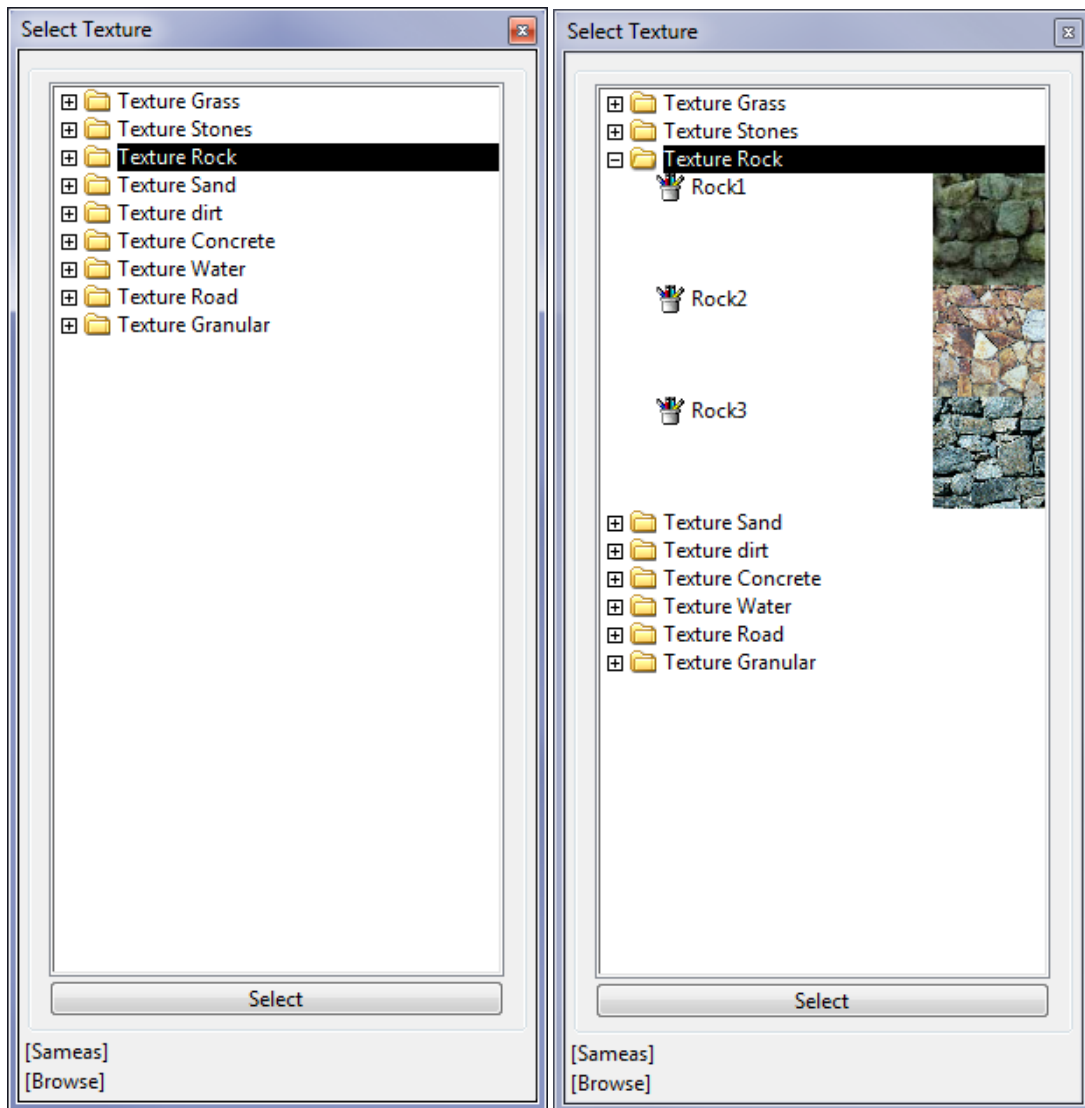 Select Texture
Texture Grass
Texture Stones
Texture Rock
Texture Sand
Texture dirt
Texture Concrete
Texture Water
Texture Road
Texture Granular
Select
[Sameas]
[Browse]
Select Texture
Texture Grass
Texture Stones
Texture Rock
Rock1
Rock2
Rock3
Texture Sand
Texture dirt
Texture Concrete
Texture Water
Texture Road
Texture Granular
Select
[Sameas]
[Browse]